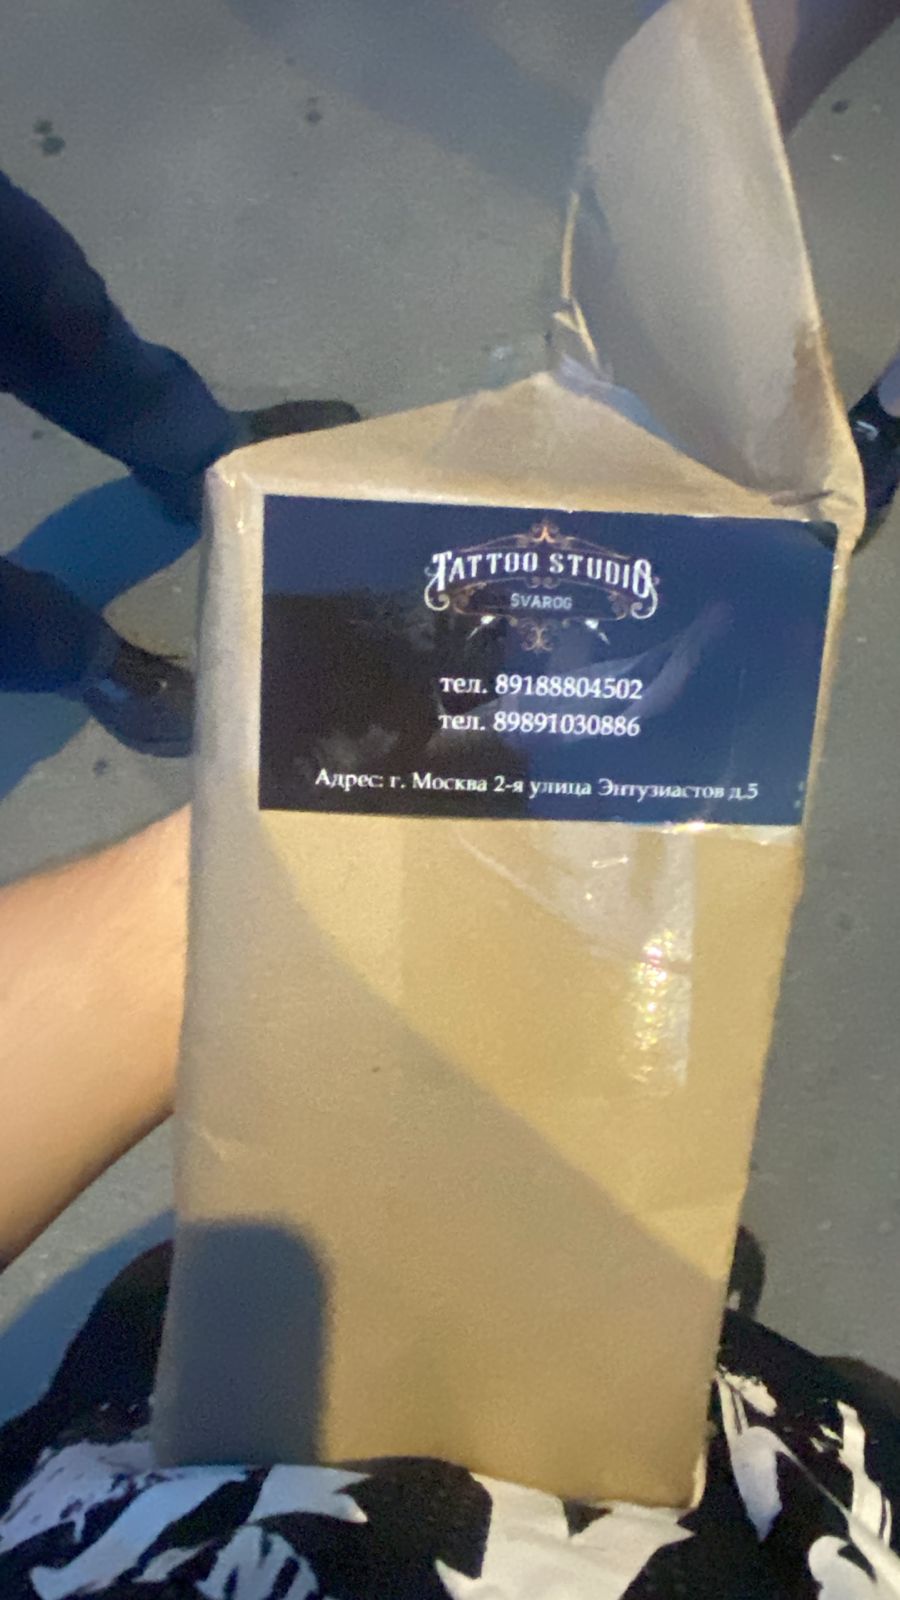 TATTOO STUDIO
SVAROG
тел. 89188804502
тел. 89891030886
Адрес: г. Москва 2-я улица Энтузиастов д.5